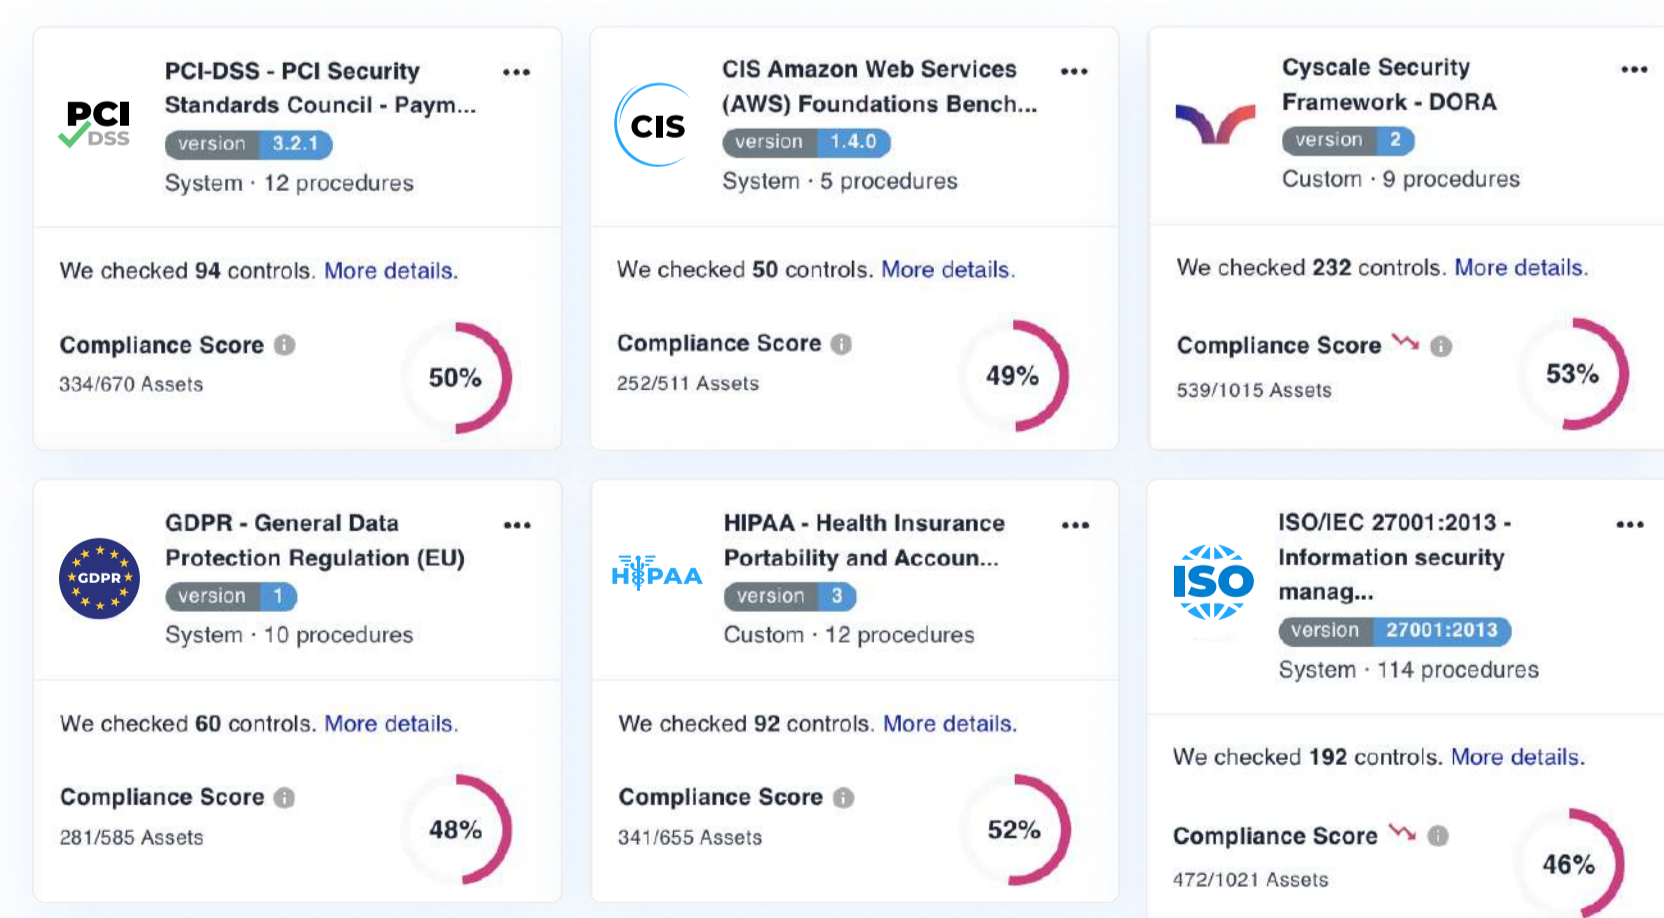 PCI
DSS
PCI-DSS - PCI Security
Standards Council - Paym...
version 3.2.1
System · 12 procedures
We checked 94 controls. More details.
Compliance Score
334/670 Assets
50%
CIS
CIS Amazon Web Services
(AWS) Foundations Bench...
version 1.4.0
System · 5 procedures
We checked 50 controls. More details.
Compliance Score
252/511 Assets
49%
Cyscale Security
Framework - DORA
version 2
Custom · 9 procedures
We checked 232 controls. More details.
Compliance Score
539/1015 Assets
53%
GDPR
GDPR - General Data
Protection Regulation (EU)
version 1
System · 10 procedures
We checked 60 controls. More details.
Compliance Score
281/585 Assets
48%
HIPAA
HIPAA - Health Insurance
Portability and Accoun...
version 3
Custom · 12 procedures
We checked 92 controls. More details.
Compliance Score
341/655 Assets
52%
ISO
ISO/IEC 27001:2013 -
Information security
manag...
version 27001:2013
System · 114 procedures
We checked 192 controls. More details.
Compliance Score
472/1021 Assets
46%